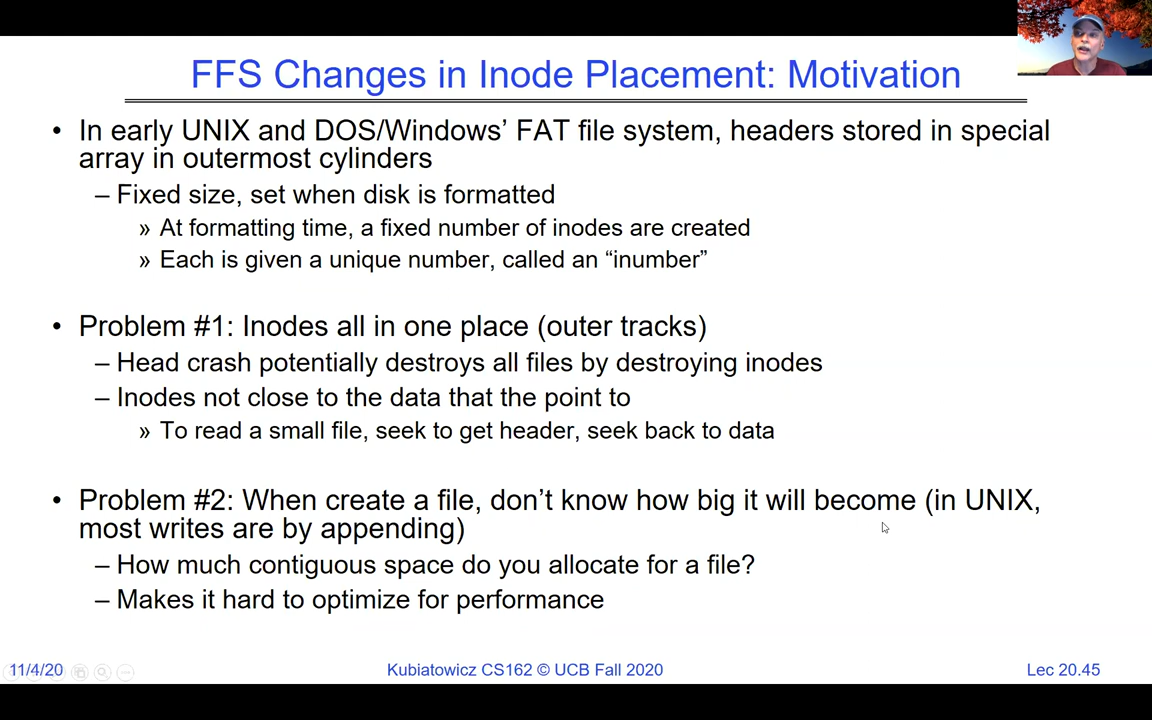 FFS Changes in Inode Placement: Motivation
• In early UNIX and DOS/Windows’ FAT file system, headers stored in special
array in outermost cylinders
– Fixed size, set when disk is formatted
» At formatting time, a fixed number of inodes are created
» Each is given a unique number, called an “inumber”
• Problem #1: Inodes all in one place (outer tracks)
– Head crash potentially destroys all files by destroying inodes
– Inodes not close to the data that the point to
» To read a small file, seek to get header, seek back to data
• Problem #2: When create a file, don’t know how big it will become (in UNIX,
most writes are by appending)
– How much contiguous space do you allocate for a file?
– Makes it hard to optimize for performance
11/4/20
Kubiatowicz CS162 © UCB Fall 2020
Lec 20.45